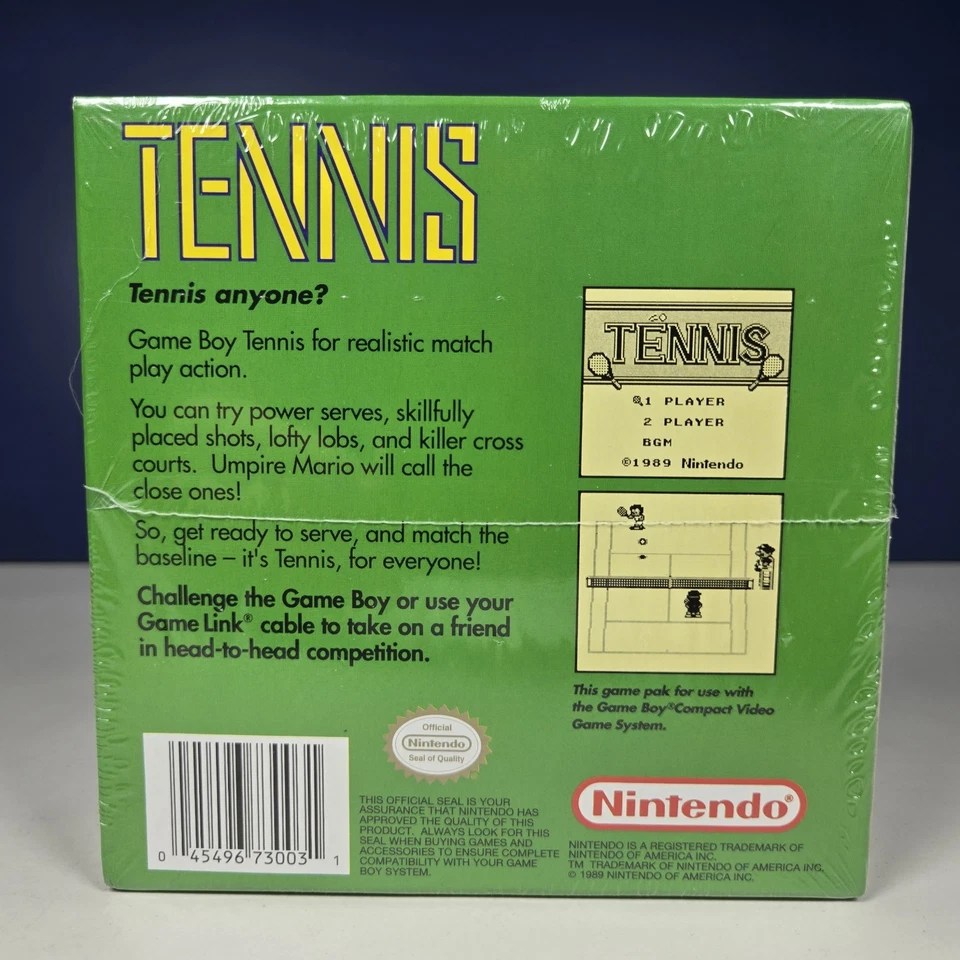 TENNIS
Tennis anyone?
Game Boy Tennis for realistic match
play action.
You can try power serves, skillfully
placed shots, lofty lobs, and killer cross
courts. Umpire Mario will call the
close ones!
So, get ready to serve, and match the
baseline – it's Tennis, for everyone!
Challenge the Game Boy or use your
Game Link® cable to take on a friend
in head-to-head competition.
TENNIS
1 PLAYER
2 PLAYER
BGM
©1989 Nintendo
This game pak for use with
the Game Boy® Compact Video
Game System.
0 45496 73003 1
Official
Nintendo
Seal of Quality
THIS OFFICIAL SEAL IS YOUR
ASSURANCE THAT NINTENDO HAS
APPROVED THE QUALITY OF THIS
PRODUCT. ALWAYS LOOK FOR THIS
SEAL WHEN BUYING GAMES AND
ACCESSORIES TO ENSURE COMPLETE
COMPATIBILITY WITH YOUR GAME
BOY SYSTEM.
Nintendo®
NINTENDO IS A REGISTERED TRADEMARK OF
NINTENDO OF AMERICA INC.
TM TRADEMARK OF NINTENDO OF AMERICA INC.
© 1989 NINTENDO OF AMERICA INC.